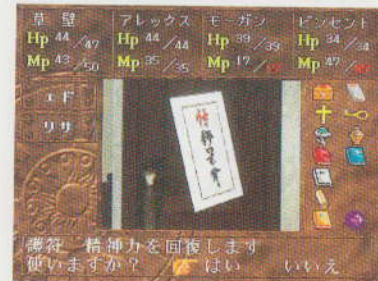 草壁 アレックス モーガン ビンセント
Hp 44/47 Hp 44/44 Hp 39/39 Hp 34/34
Mp 43/50 Mp 35/35 Mp 17/ Mp 47/
エド
リサ
護符 精神力を回復します
使いますか? はい いいえ